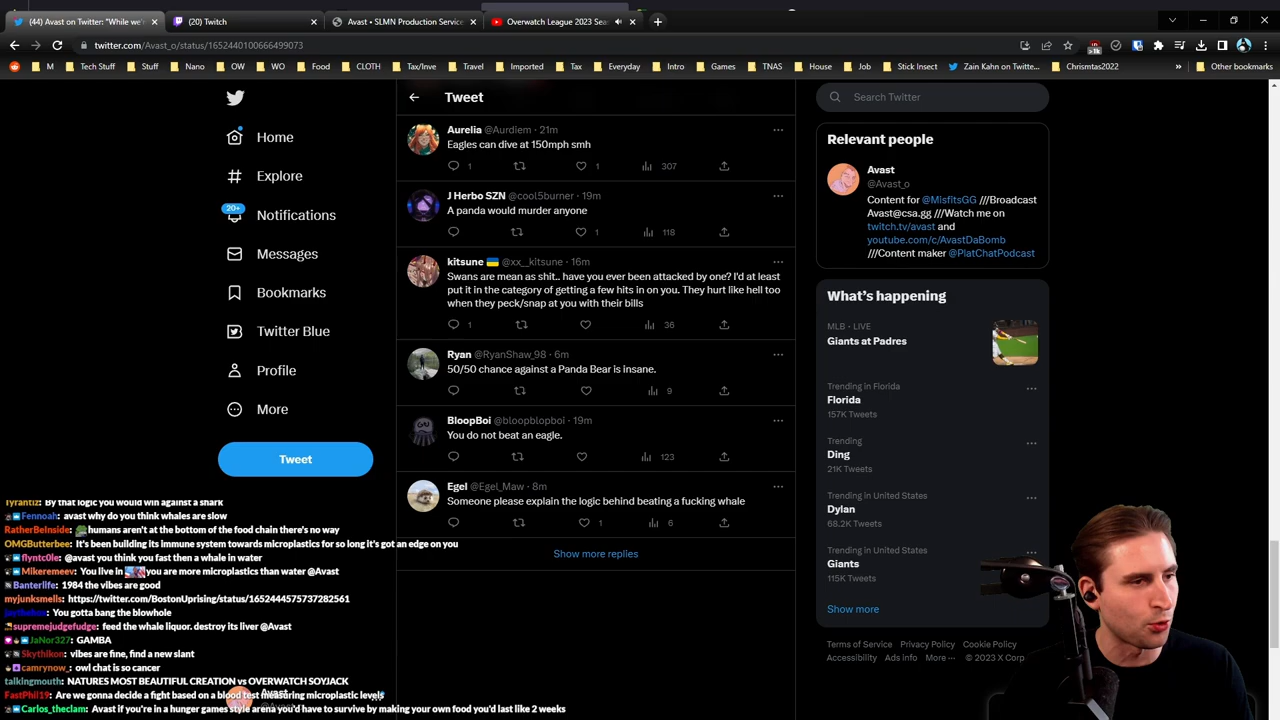 (44) Avast on Twitter: "While we'r
(20) Twitch
Avast • SLMN Production Service
Overwatch League 2023 Seas
twitter.com/Avast_o/status/1652440100666499073
M
Tech Stuff
Stuff
Nano
OW
WO
Food
CLOTH
Tax/Inve
Travel
Imported
Tax
Everyday
Intro
Games
TNAS
House
Job
Stick Insect
Zain Kahn on Twitte...
Chrismtas2022
»
Other bookmarks
Home
Explore
20+
Notifications
Messages
Bookmarks
Twitter Blue
Profile
More
Tweet
Tweet
Aurelia @Aurdiem · 21m
Eagles can dive at 150mph smh
1 1 307
J Herbo SZN @cool5burner · 19m
A panda would murder anyone
1 118
kitsune @xx__kitsune · 16m
Swans are mean as shit.. have you ever been attacked by one? I'd at least
put it in the category of getting a few hits in on you. They hurt like hell too
when they peck/snap at you with their bills
1 36
Ryan @RyanShaw_98 · 6m
50/50 chance against a Panda Bear is insane.
9
BloopBoi @bloopblopboi · 19m
You do not beat an eagle.
123
Egel @Egel_Maw · 8m
Someone please explain the logic behind beating a fucking whale
1 6
Show more replies
Search Twitter
Relevant people
Avast
@Avast_o
Content for @MisfitsGG ///Broadcast
Avast@csa.gg ///Watch me on
twitch.tv/avast and
youtube.com/c/AvastDaBomb
///Content maker @PlatChatPodcast
What's happening
MLB · LIVE
Giants at Padres
Trending in Florida
Florida
157K Tweets
Trending
Ding
21K Tweets
Trending in United States
Dylan
68.2K Tweets
Trending in United States
Giants
115K Tweets
Show more
Terms of Service Privacy Policy Cookie Policy
Accessibility Ads info More ··· © 2023 X Corp
Tyrantiz: By that logic you would win against a shark
Fennoah: avast why do you think whales are slow
RatherBeInside: humans aren't at the bottom of the food chain there's no way
OMGButterbee: It's been building its immune system towards microplastics for so long it's got an edge on you
flyntc0le: @avast you think you fast then a whale in water
Mikeremeev: You live in you are more microplastics than water @Avast
Banterlife: 1984 the vibes are good
myjunksmells: https://twitter.com/BostonUprising/status/1652444575737282561
You gotta bang the blowhole
supremejudgefudge: feed the whale liquor. destroy its liver @Avast
JaNor327: GAMBA
Skythikon: vibes are fine, find a new slant
camrynow_: owl chat is so cancer
talkingmouth: NATURES MOST BEAUTIFUL CREATION vs OVERWATCH SOYJACK
FastPhil19: Are we gonna decide a fight based on a blood test measuring microplastic levels
Carlos_theclam: Avast if you're in a hunger games style arena you'd have to survive by making your own food you'd last like 2 weeks